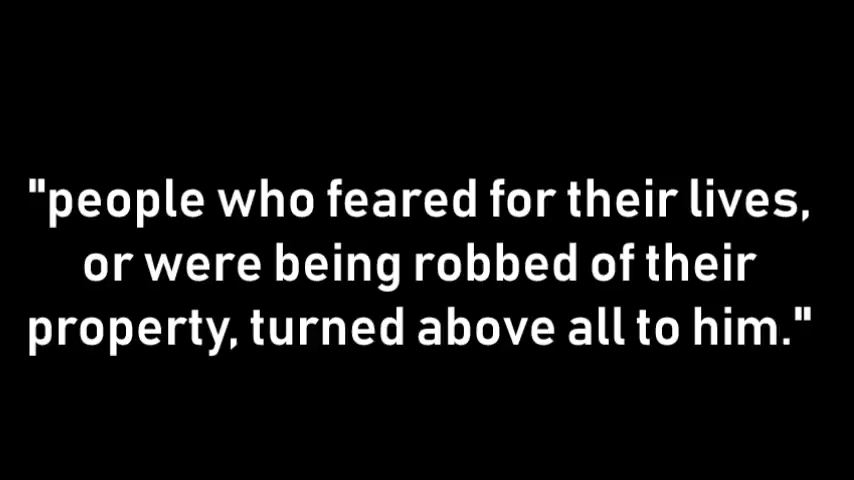 "people who feared for their lives,
or were being robbed of their
property, turned above all to him."